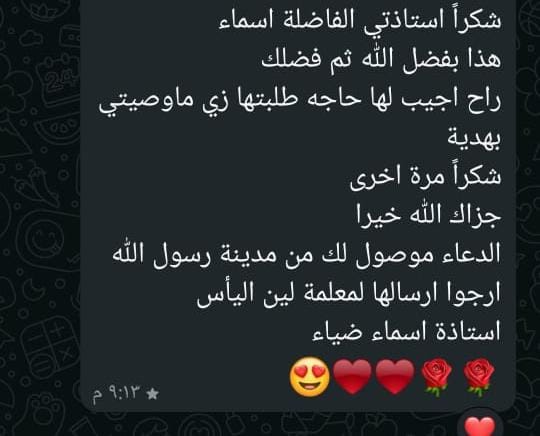 شكراً استاذتي الفاضلة اسماء
هذا بفضل الله ثم فضلك
راح اجيب لها حاجه طلبتها زي ماوصيتي
بهدية
شكراً مرة اخرى
جزاك الله خيرا
الدعاء موصول لك من مدينة رسول الله
ارجوا ارسالها لمعلمة لين اليأس
استاذة اسماء ضياء
😍❤️❤️🌹🌹
٩:١٣ م